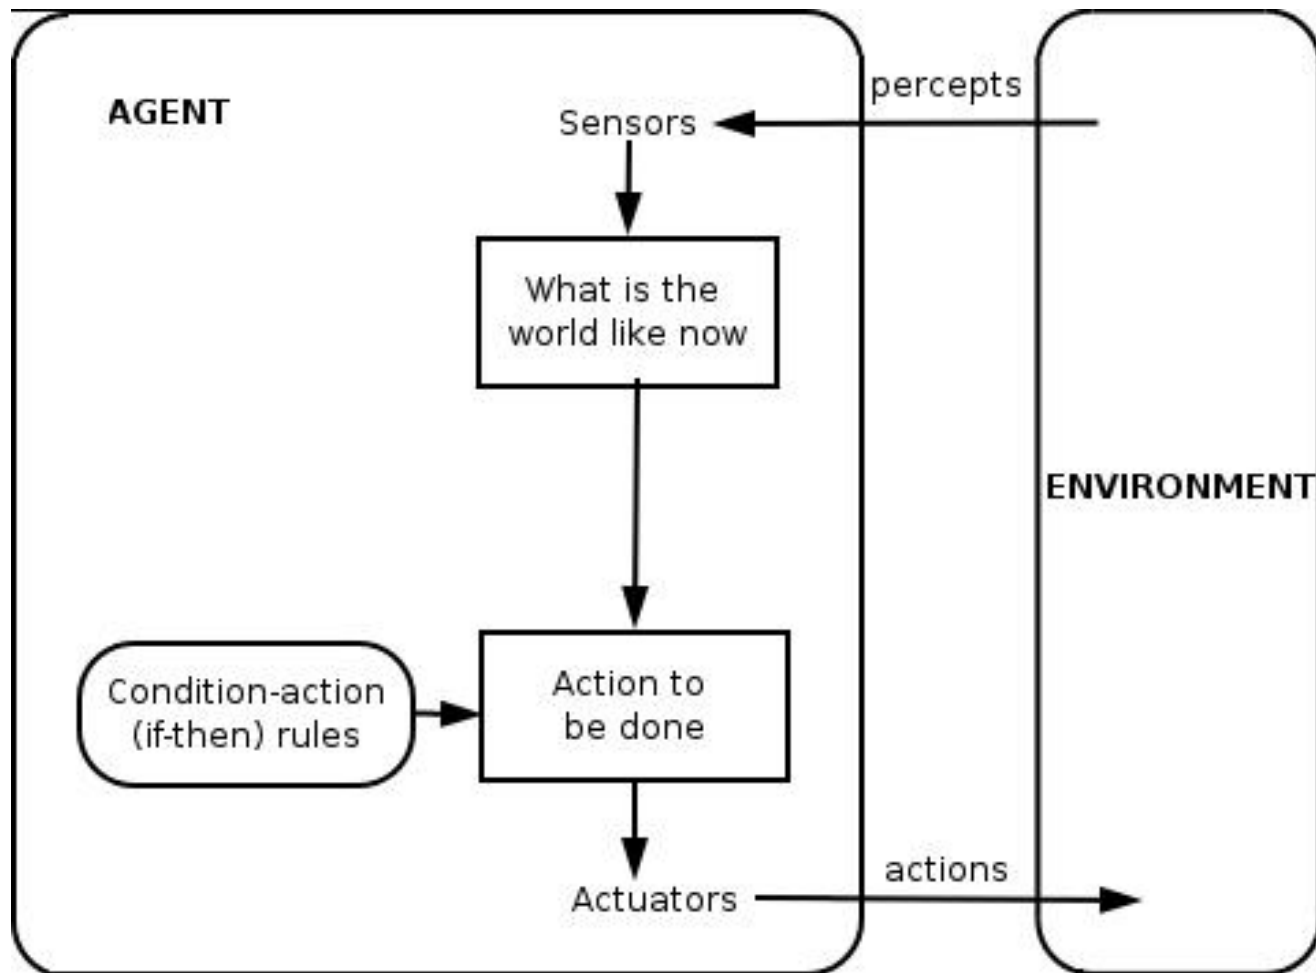 AGENT
percepts
Sensors
What is the
world like now
ENVIRONMENT
Condition-action
(if-then) rules
Action to
be done
actions
Actuators